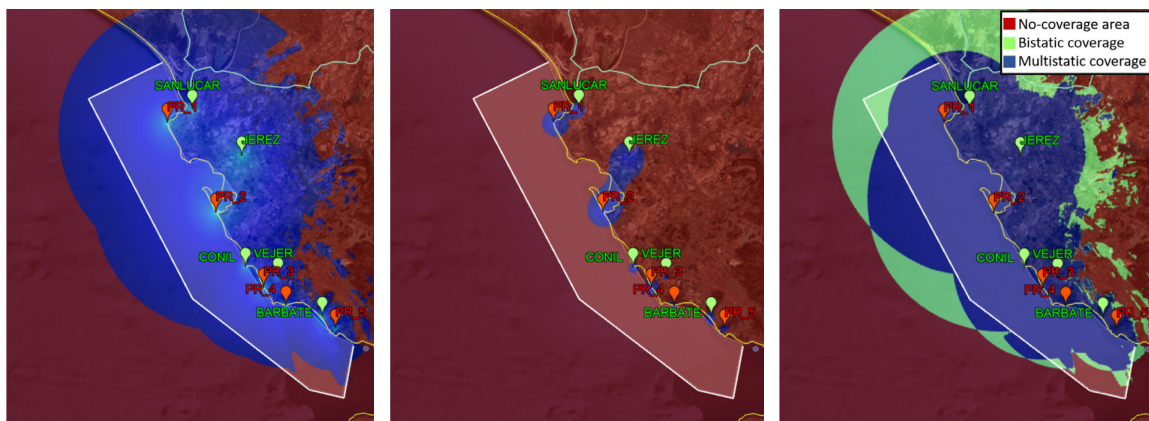 SANLUCAR
PR_1
JEREZ
PR_2
CONIL
VEJER
PR_3
PR_4
BARBATE
PR_5
SANLUCAR
PR_1
JEREZ
PR_2
CONIL
VEJER
PR_3
PR_4
BARBATE
PR_5
No-coverage area
Bistatic coverage
Multistatic coverage
SANLUCAR
PR_1
JEREZ
PR_2
CONIL
VEJER
PR_3
PR_4
BARBATE
PR_5